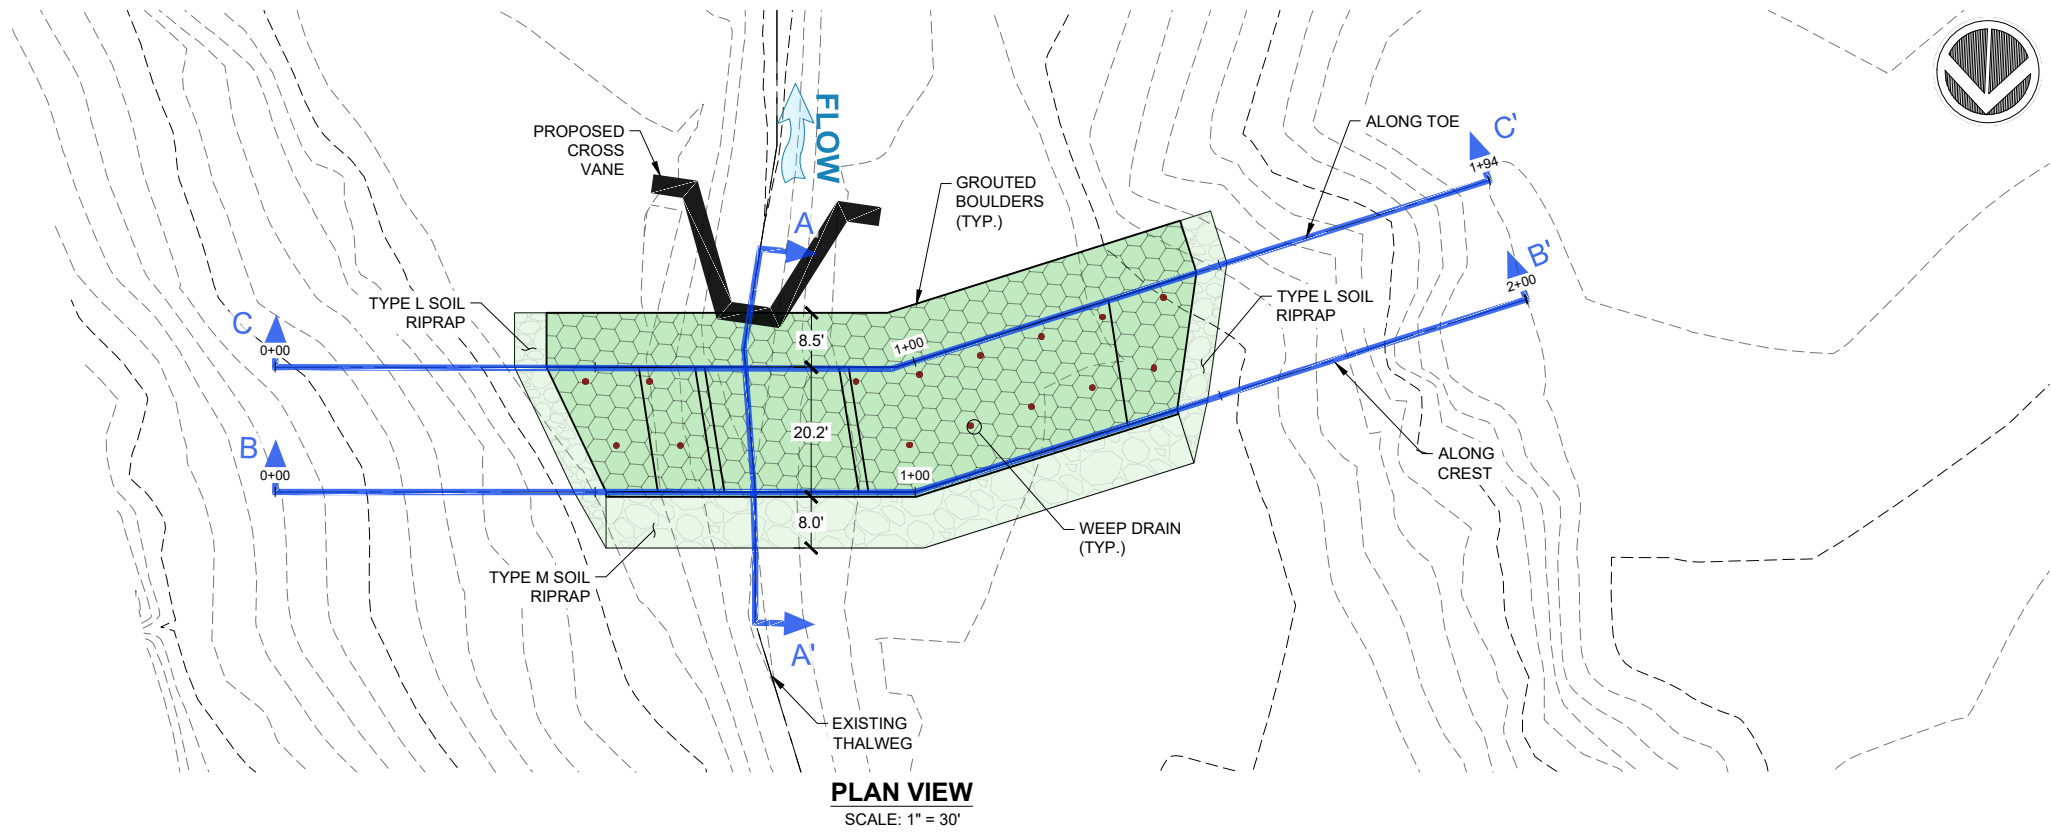 PROPOSED
CROSS
VANE
FLOW
ALONG TOE
C'
1+94
GROUTED
BOULDERS
(TYP.)
A
B'
2+00
TYPE L SOIL
RIPRAP
TYPE L SOIL
RIPRAP
C
0+00
8.5'
1+00
20.2'
B
0+00
1+00
ALONG
CREST
8.0'
WEEP DRAIN
(TYP.)
TYPE M SOIL
RIPRAP
A'
EXISTING
THALWEG
PLAN VIEW
SCALE: 1" = 30'